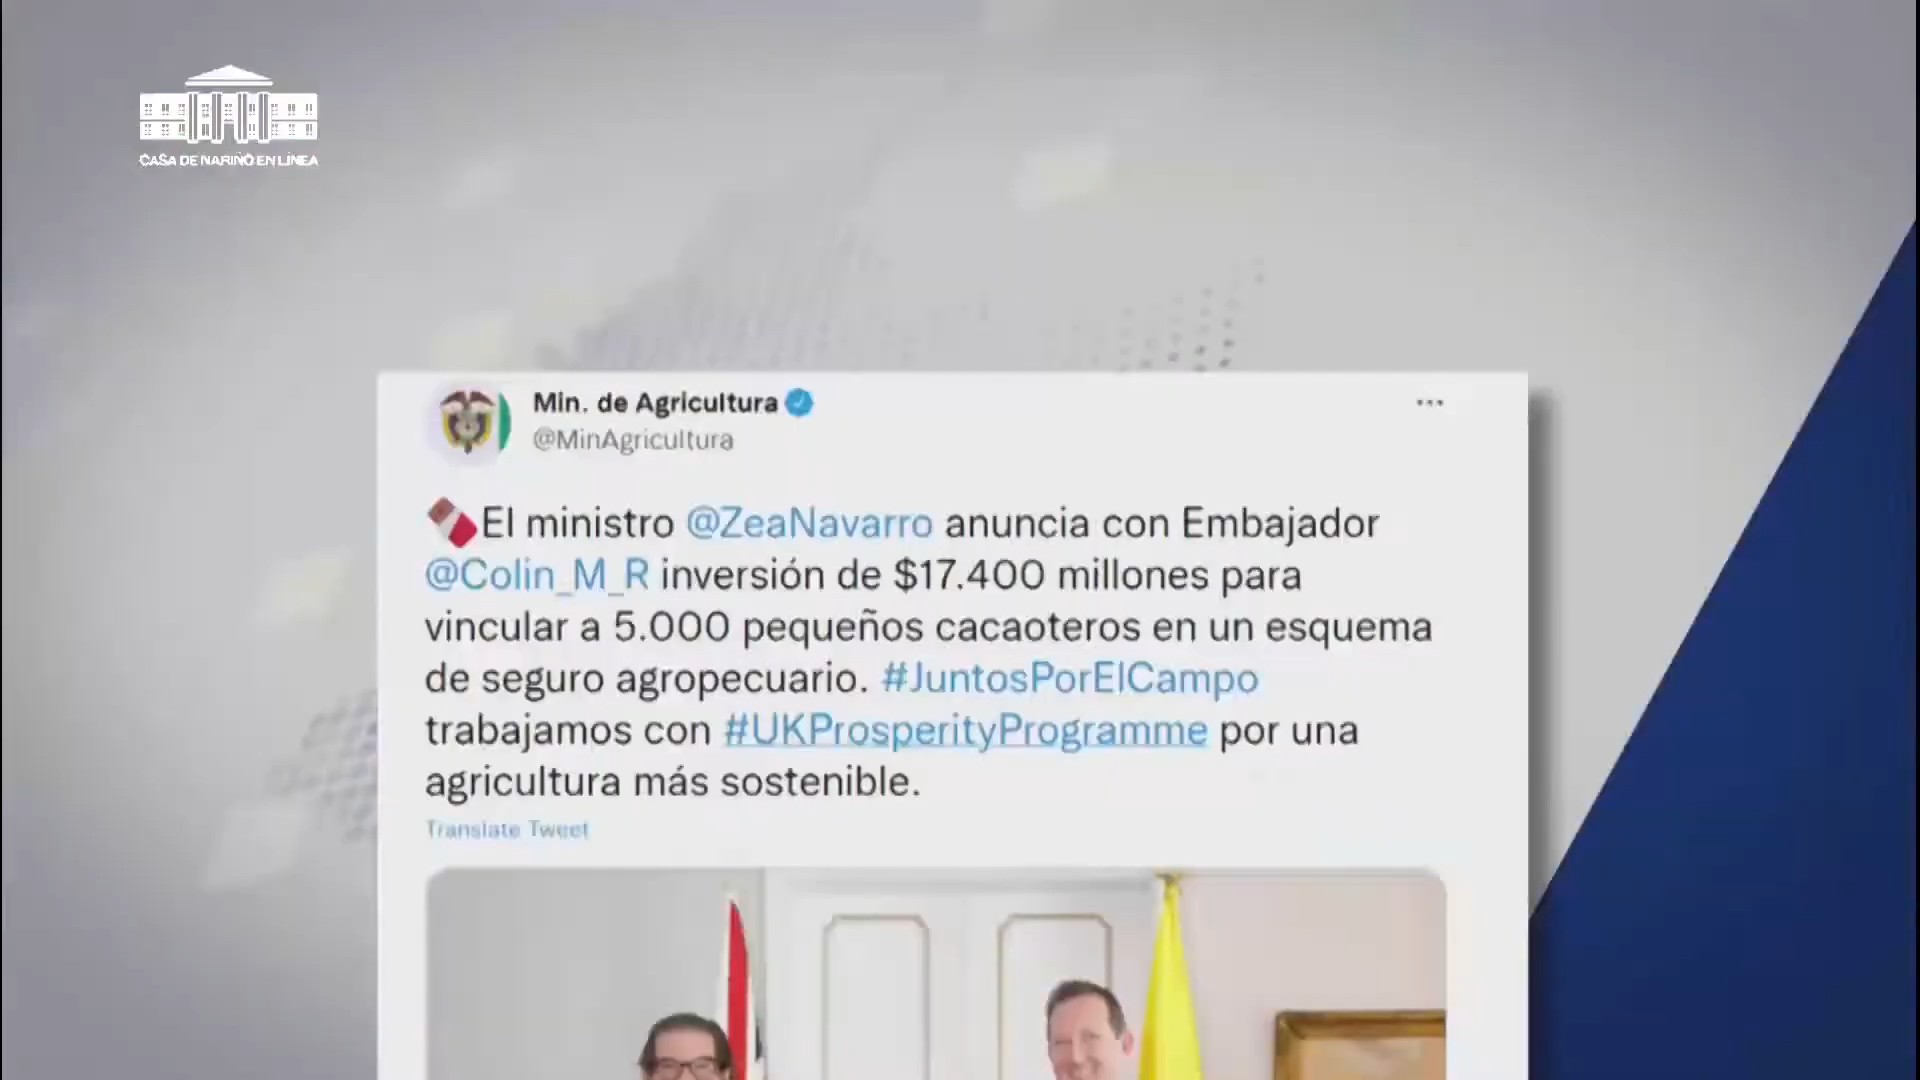 CASA DE NARIÑO EN LÍNEA
Min. de Agricultura
@MinAgricultura
El ministro @ZeaNavarro anuncia con Embajador
@Colin_M_R inversión de $17.400 millones para
vincular a 5.000 pequeños cacaoteros en un esquema
de seguro agropecuario. #JuntosPorElCampo
trabajamos con #UKProsperityProgramme por una
agricultura más sostenible.
Translate Tweet